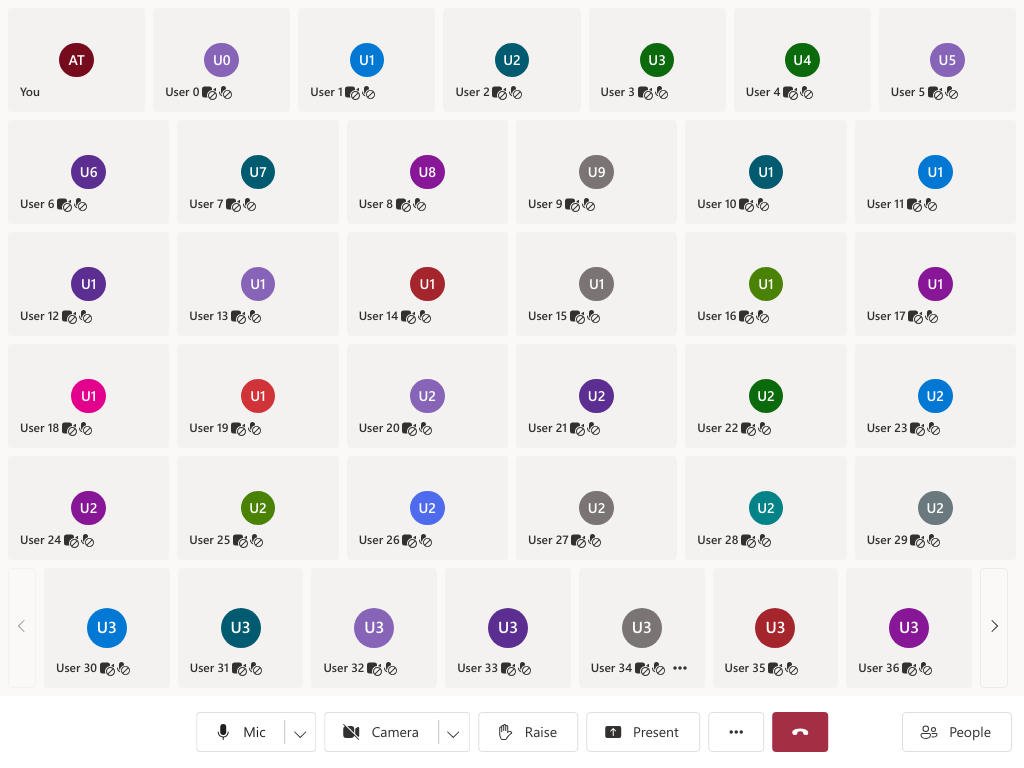 AT U0 U1 U2 U3 U4 U5
You User 0 User 1 User 2 User 3 User 4 User 5
U6 U7 U8 U9 U1 U1
User 6 User 7 User 8 User 9 User 10 User 11
U1 U1 U1 U1 U1 U1
User 12 User 13 User 14 User 15 User 16 User 17
U1 U1 U2 U2 U2 U2
User 18 User 19 User 20 User 21 User 22 User 23
U2 U2 U2 U2 U2 U2
User 24 User 25 User 26 User 27 User 28 User 29
U3 U3 U3 U3 U3 U3 U3
User 30 User 31 User 32 User 33 User 34 User 35 User 36
Mic Camera Raise Present People